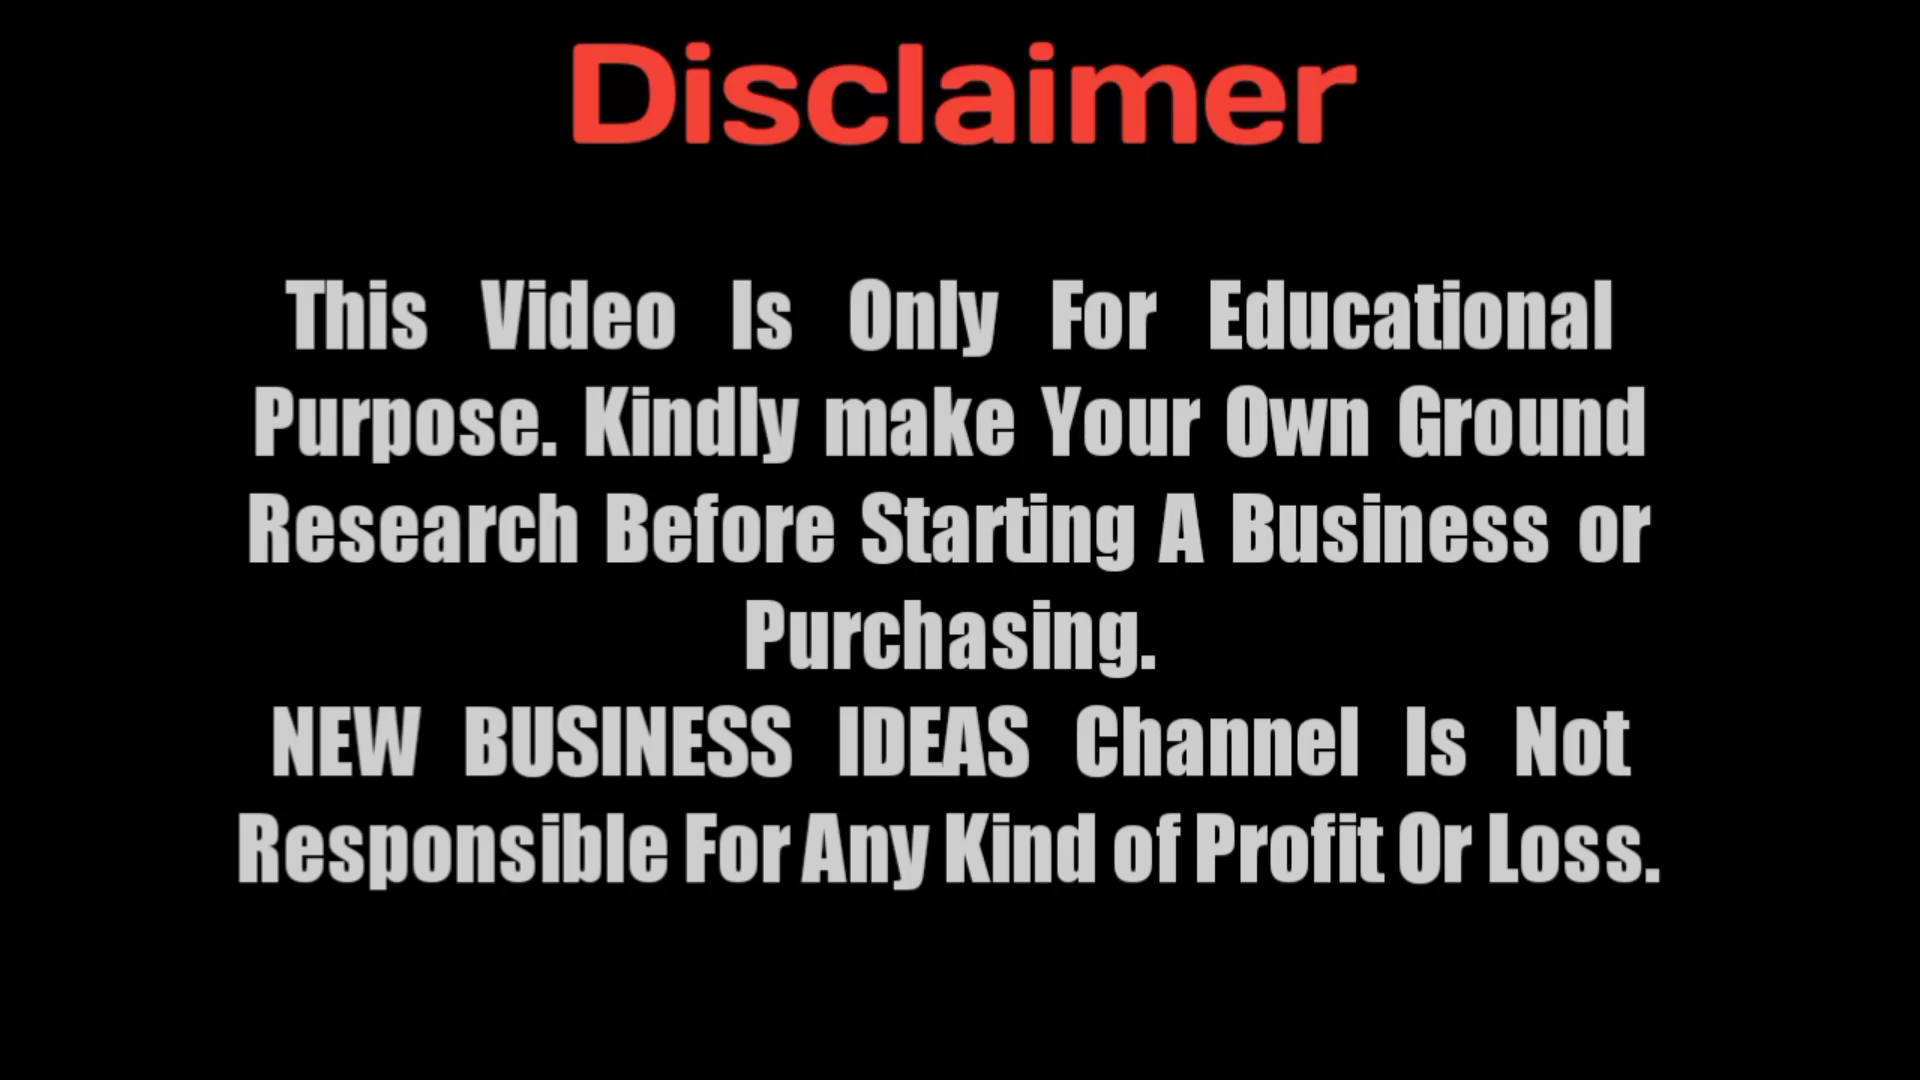 Disclaimer
This Video Is Only For Educational
Purpose. Kindly make Your Own Ground
Research Before Starting A Business or
Purchasing.
NEW BUSINESS IDEAS Channel Is Not
Responsible For Any Kind of Profit Or Loss.